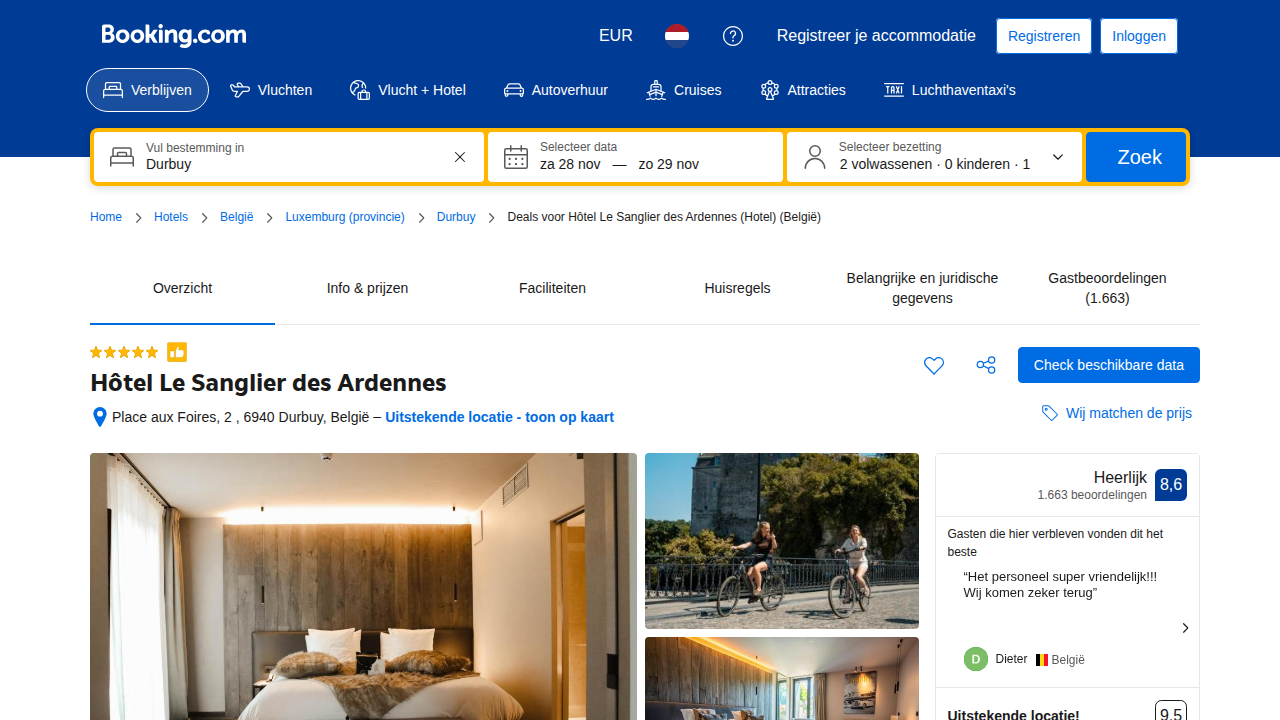 Booking.com
EUR
Registreer je accommodatie
Registreren
Inloggen
Verblijven
Vluchten
Vlucht + Hotel
Autoverhuur
Cruises
Attracties
TAXI
Luchthaventaxi's
Vul bestemming in
Durbuy
Selecteer data
za 28 nov — zo 29 nov
Selecteer bezetting
2 volwassenen · 0 kinderen · 1
Zoek
Home
Hotels
België
Luxemburg (provincie)
Durbuy
Deals voor Hôtel Le Sanglier des Ardennes (Hotel) (België)
Overzicht
Info & prijzen
Faciliteiten
Huisregels
Belangrijke en juridische
gegevens
Gastbeoordelingen
(1.663)
Hôtel Le Sanglier des Ardennes
Check beschikbare data
Place aux Foires, 2 , 6940 Durbuy, België – Uitstekende locatie - toon op kaart
Wij matchen de prijs
Heerlijk
8,6
1.663 beoordelingen
Gasten die hier verbleven vonden dit het
beste
“Het personeel super vriendelijk!!!
Wij komen zeker terug”
D
Dieter
België
Uitstekende locatie!
9,5